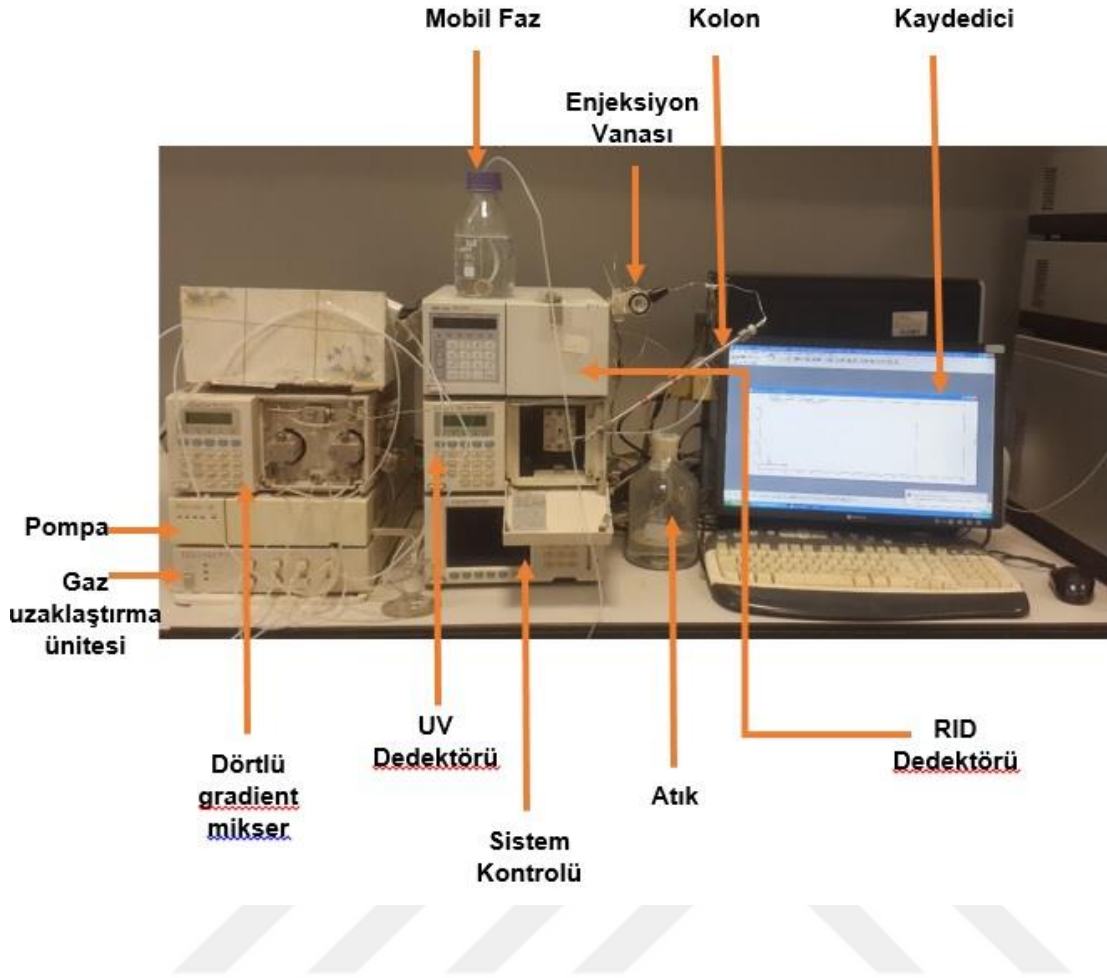 Mobil Faz
Kolon
Kaydedici
Enjeksiyon
Vanası
Pompa
Gaz
uzaklaştırma
ünitesi
Dörtlü
gradient
mikser
UV
Dedektörü
Sistem
Kontrolü
Atık
RID
Dedektörü